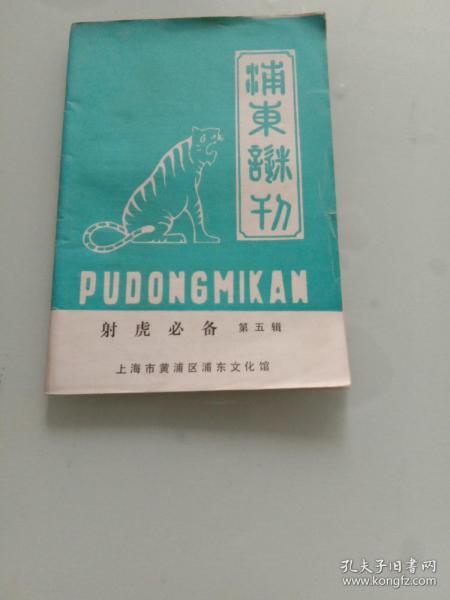 浦東謎刊
PUDONGMIKAN
射虎必备 第五辑
上海市黄浦区浦东文化馆
孔夫子旧书网
www.kongfz.com